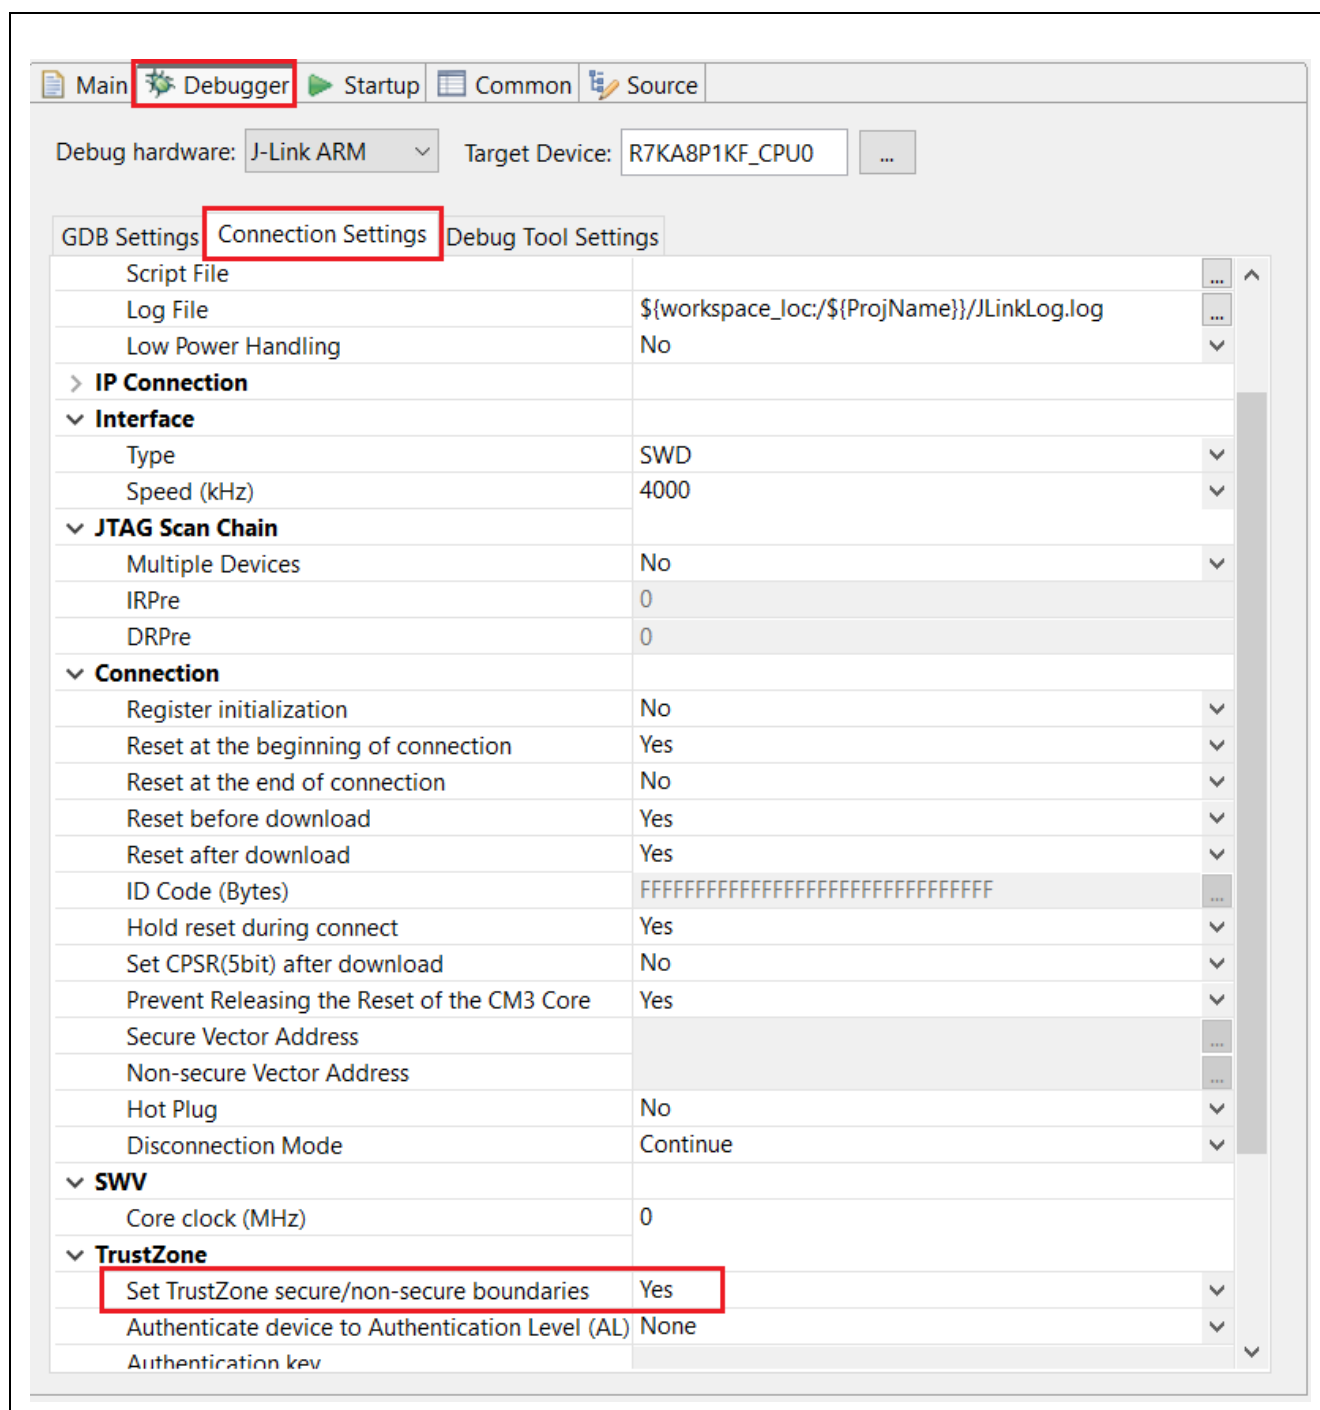 Main Debugger Startup Common Source
Debug hardware: J-Link ARM Target Device: R7KA8P1KF_CPU0 ...
GDB Settings Connection Settings Debug Tool Settings
Script File ...
Log File ${workspace_loc:/${ProjName}}/JLinkLog.log ...
Low Power Handling No
IP Connection
Interface
Type SWD
Speed (kHz) 4000
JTAG Scan Chain
Multiple Devices No
IRPre 0
DRPre 0
Connection
Register initialization No
Reset at the beginning of connection Yes
Reset at the end of connection No
Reset before download Yes
Reset after download Yes
ID Code (Bytes) FFFFFFFFFFFFFFFFFFFFFFFFFFFFFFFF ...
Hold reset during connect Yes
Set CPSR(5bit) after download No
Prevent Releasing the Reset of the CM3 Core Yes
Secure Vector Address ...
Non-secure Vector Address ...
Hot Plug No
Disconnection Mode Continue
SWV
Core clock (MHz) 0
TrustZone
Set TrustZone secure/non-secure boundaries Yes
Authenticate device to Authentication Level (AL) None
Authentication key